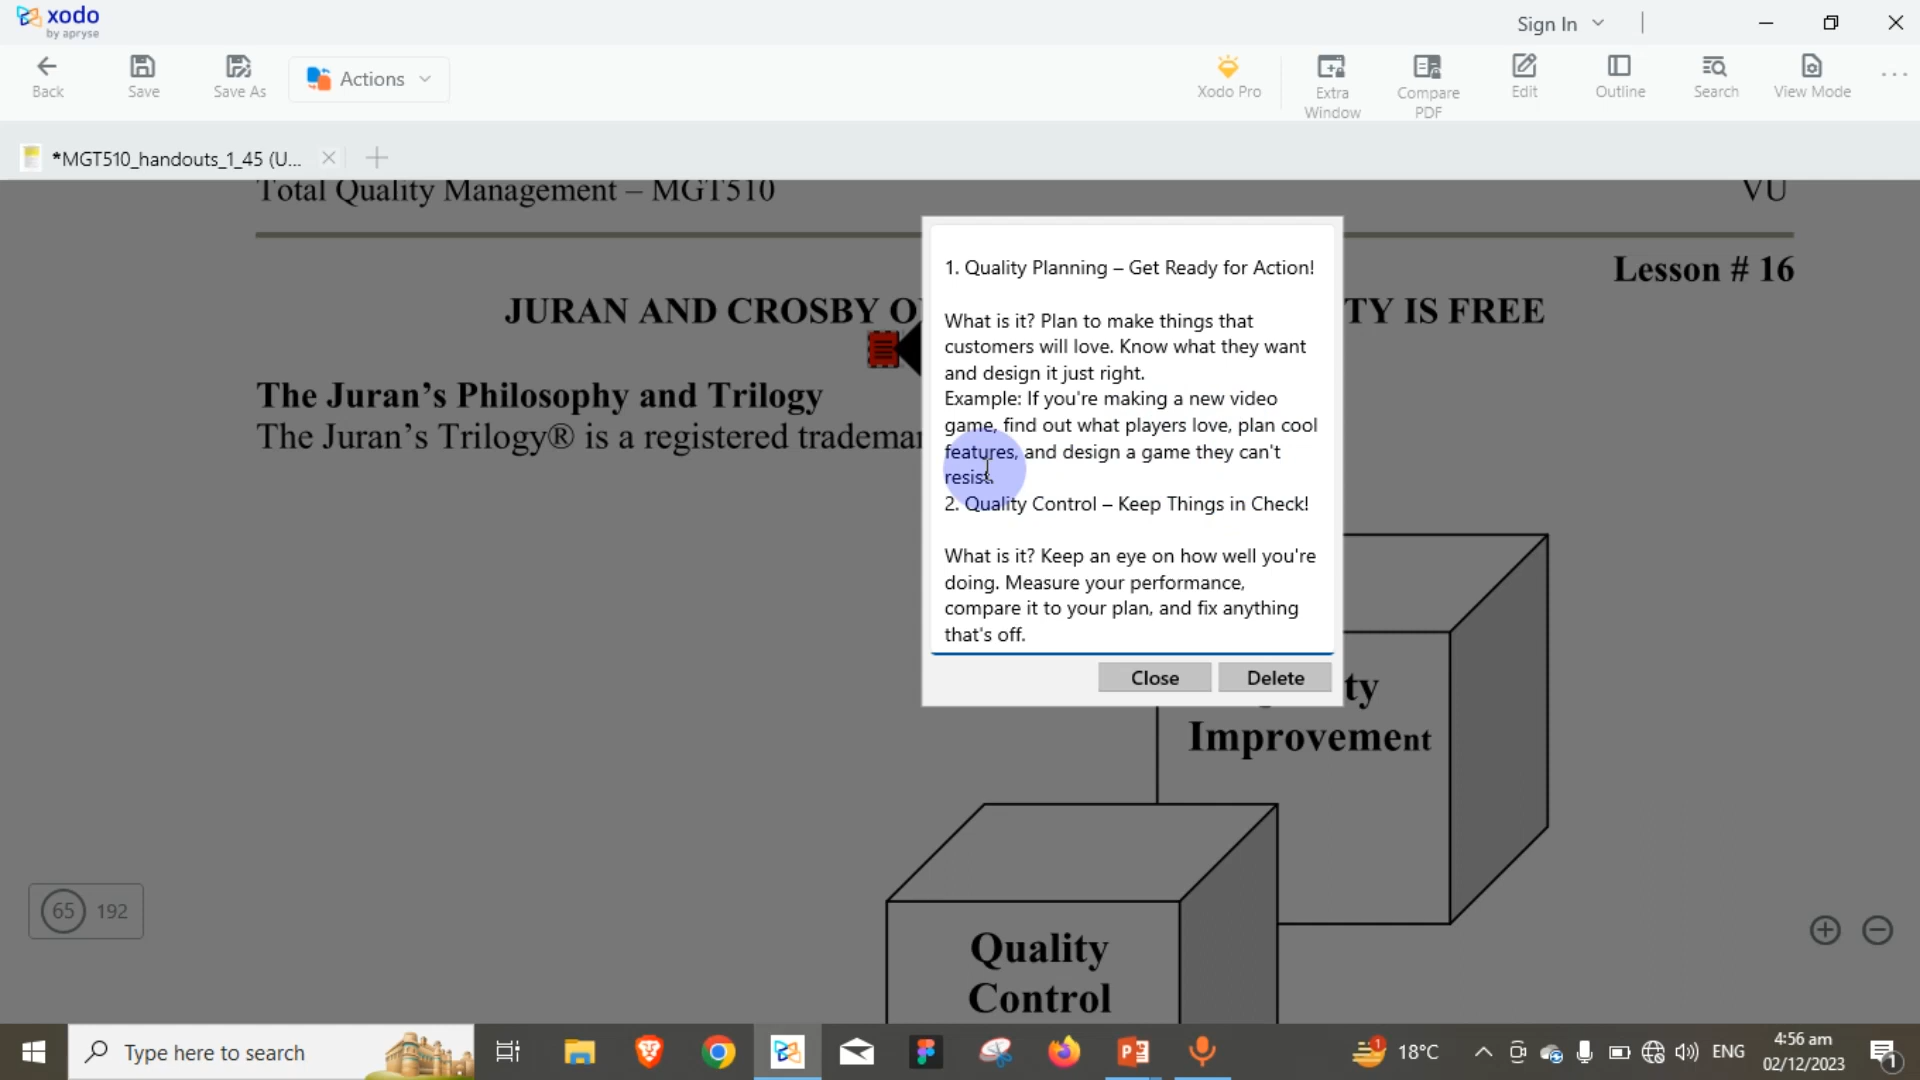 xodo
by apryse
Sign In
Back
Save
Save As
Actions
Xodo Pro
Extra Window
Compare PDF
Edit
Outline
Search
View Mode
*MGT510_handouts_1_45 (U...
Total Quality Management – MGT510
VU
Lesson # 16
JURAN AND CROSBY O
TY IS FREE
The Juran’s Philosophy and Trilogy
The Juran’s Trilogy® is a registered tradema
1. Quality Planning – Get Ready for Action!
What is it? Plan to make things that
customers will love. Know what they want
and design it just right.
Example: If you're making a new video
game, find out what players love, plan cool
features, and design a game they can't
resist.
2. Quality Control – Keep Things in Check!
What is it? Keep an eye on how well you're
doing. Measure your performance,
compare it to your plan, and fix anything
that's off.
Close
Delete
ty
Improvement
Quality
Control
65 192
Type here to search
18°C
ENG
4:56 am
02/12/2023
1